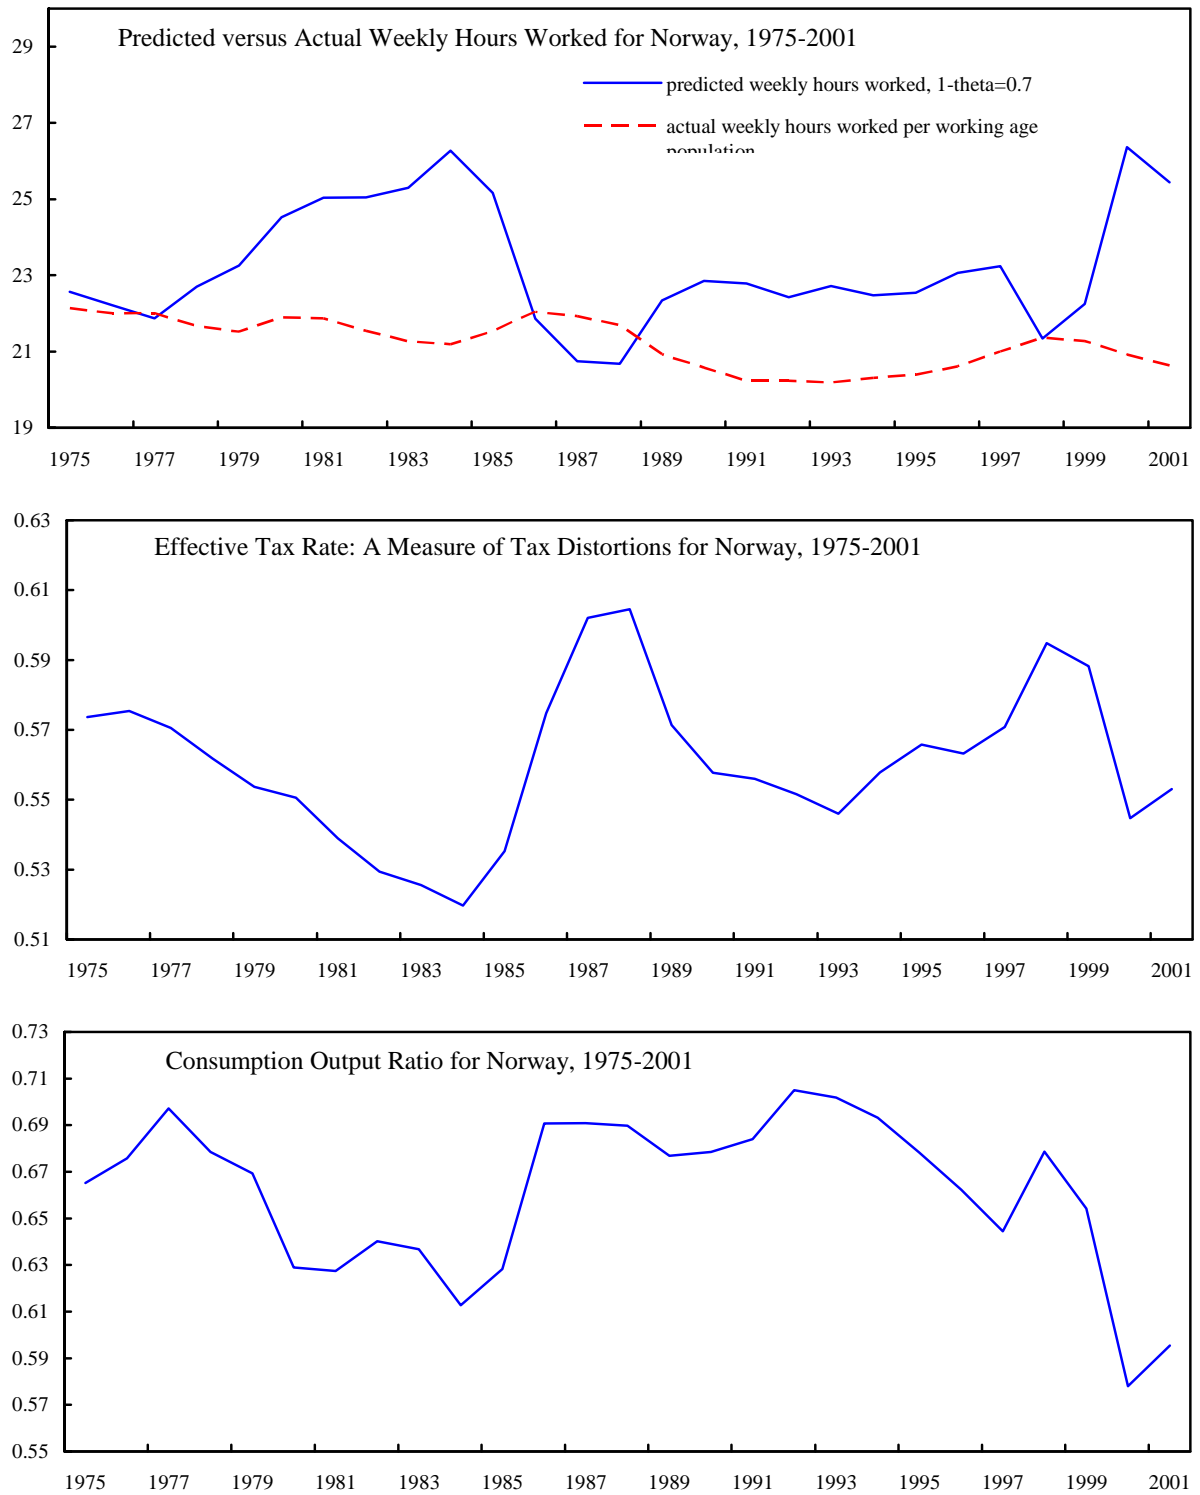 Predicted versus Actual Weekly Hours Worked for Norway, 1975-2001
predicted weekly hours worked, 1-theta=0.7
actual weekly hours worked per working age
population
29
27
25
23
21
19
1975 1977 1979 1981 1983 1985 1987 1989 1991 1993 1995 1997 1999 2001
Effective Tax Rate: A Measure of Tax Distortions for Norway, 1975-2001
0.63
0.61
0.59
0.57
0.55
0.53
0.51
1975 1977 1979 1981 1983 1985 1987 1989 1991 1993 1995 1997 1999 2001
Consumption Output Ratio for Norway, 1975-2001
0.73
0.71
0.69
0.67
0.65
0.63
0.61
0.59
0.57
0.55
1975 1977 1979 1981 1983 1985 1987 1989 1991 1993 1995 1997 1999 2001